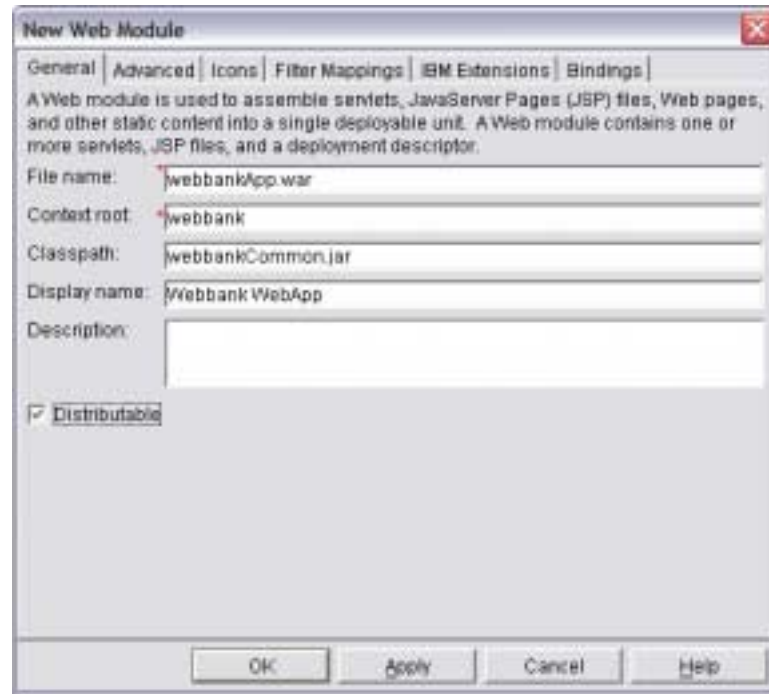 New Web Module
General Advanced Icons Filter Mappings IBM Extensions Bindings
A Web module is used to assemble servlets, JavaServer Pages (JSP) files, Web pages,
and other static content into a single deployable unit. A Web module contains one or
more servlets, JSP files, and a deployment descriptor.
File name: *webbankApp.war
Context root: *webbank
Classpath: webbankCommon.jar
Display name: Webbank WebApp
Description:
Distributable
OK Apply Cancel Help